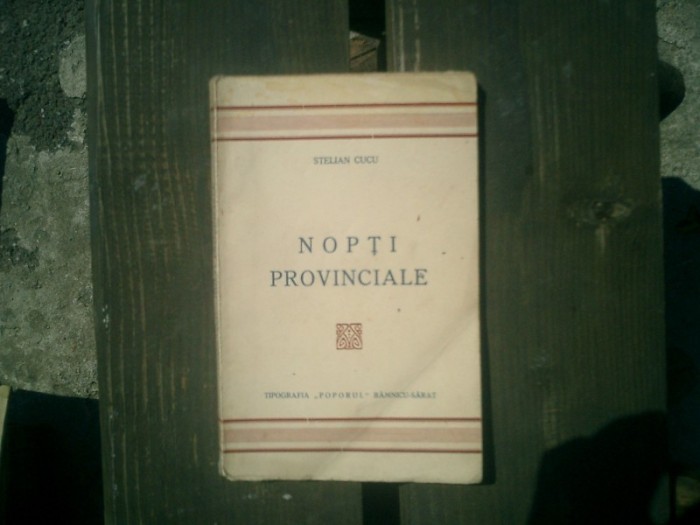 STELIAN CUCU
NOPȚI
PROVINCIALE
TIPOGRAFIA „POPORUL" RÂMNICU-SĂRAT